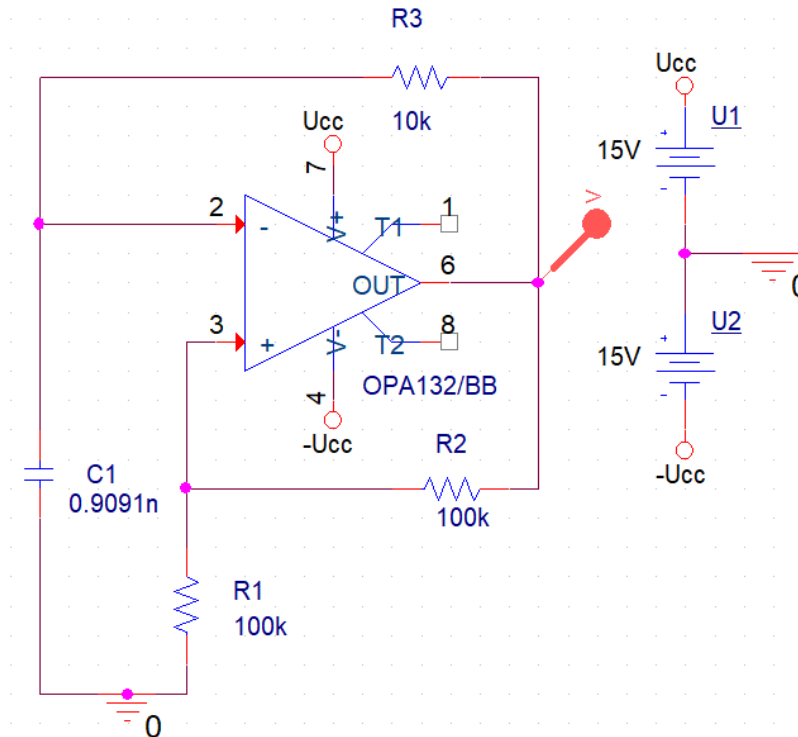 R3
10k
Ucc
7
2
-
V+
T1
1
OUT
6
3
+
V-
T2
8
4
OPA132/BB
-Ucc
R2
100k
C1
0.9091n
R1
100k
0
V
Ucc
+
U1
15V
-
0
+
U2
15V
-
-Ucc